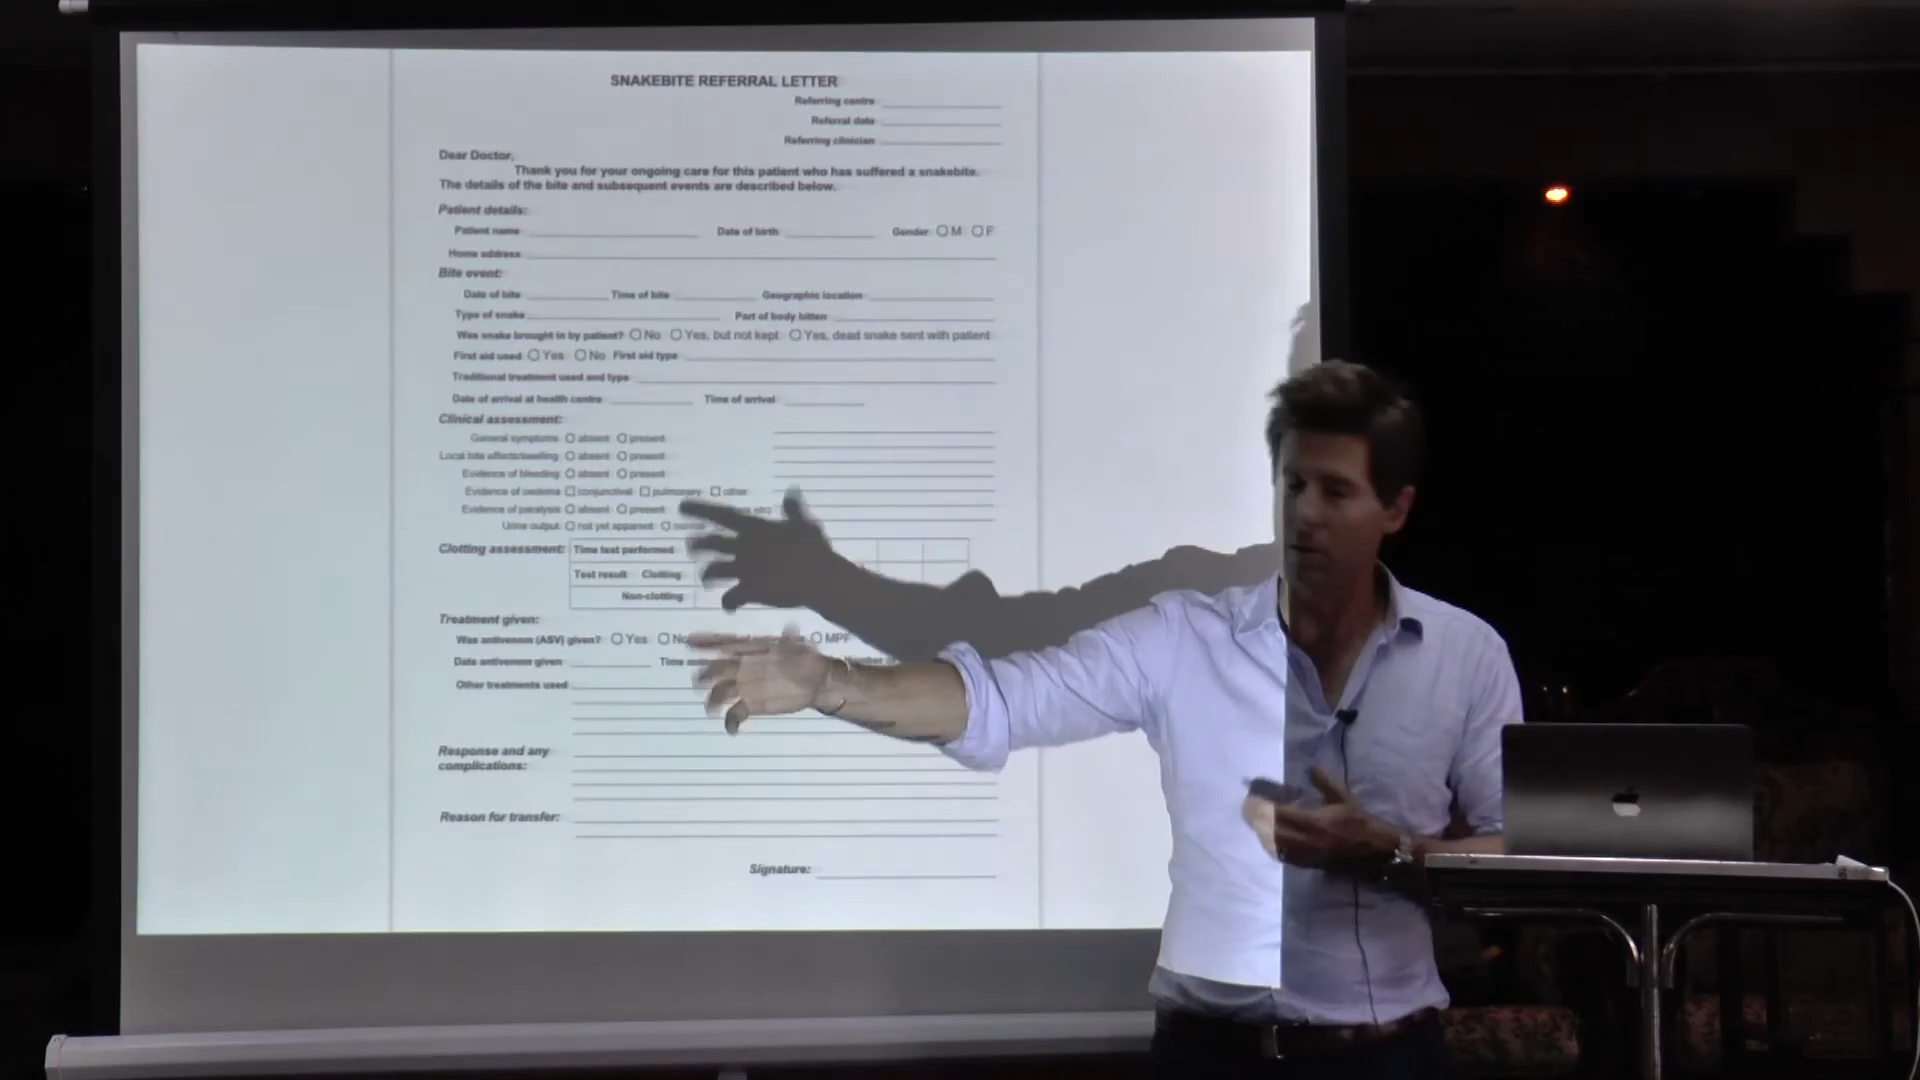 SNAKEBITE REFERRAL LETTER
Referring centre
Referral date
Referring clinician
Dear Doctor,
Thank you for your ongoing care for this patient who has suffered a snakebite.
The details of the bite and subsequent events are described below.
Patient details:
Patient name Date of birth Gender M F
Home address
Bite event:
Date of bite Time of bite Geographic location
Type of snake Part of body bitten
Was snake brought in by patient? No Yes, but not kept Yes, dead snake sent with patient
First aid used Yes No First aid type
Traditional treatment used and type
Date of arrival at health centre Time of arrival
Clinical assessment:
General symptoms absent present
Local bite effects/swelling absent present
Evidence of bleeding absent present
Evidence of oedema conjunctival pulmonary other
Evidence of paralysis absent present etc)
Urine output not yet apparent
Clotting assessment: Time test performed
Test result Clotting
Non-clotting
Treatment given:
Was antivenom (ASV) given? Yes No MPF
Date antivenom given Time Number
Other treatments used
Response and any
complications:
Reason for transfer:
Signature: